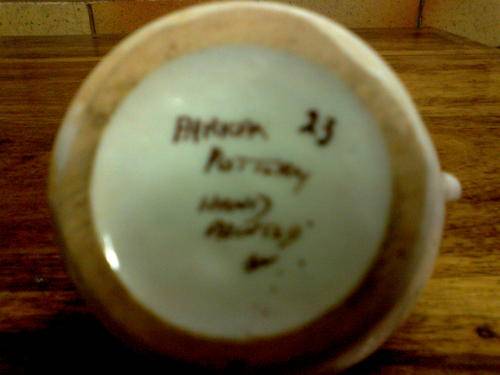 23
POTTERY
HAND
PAINTED